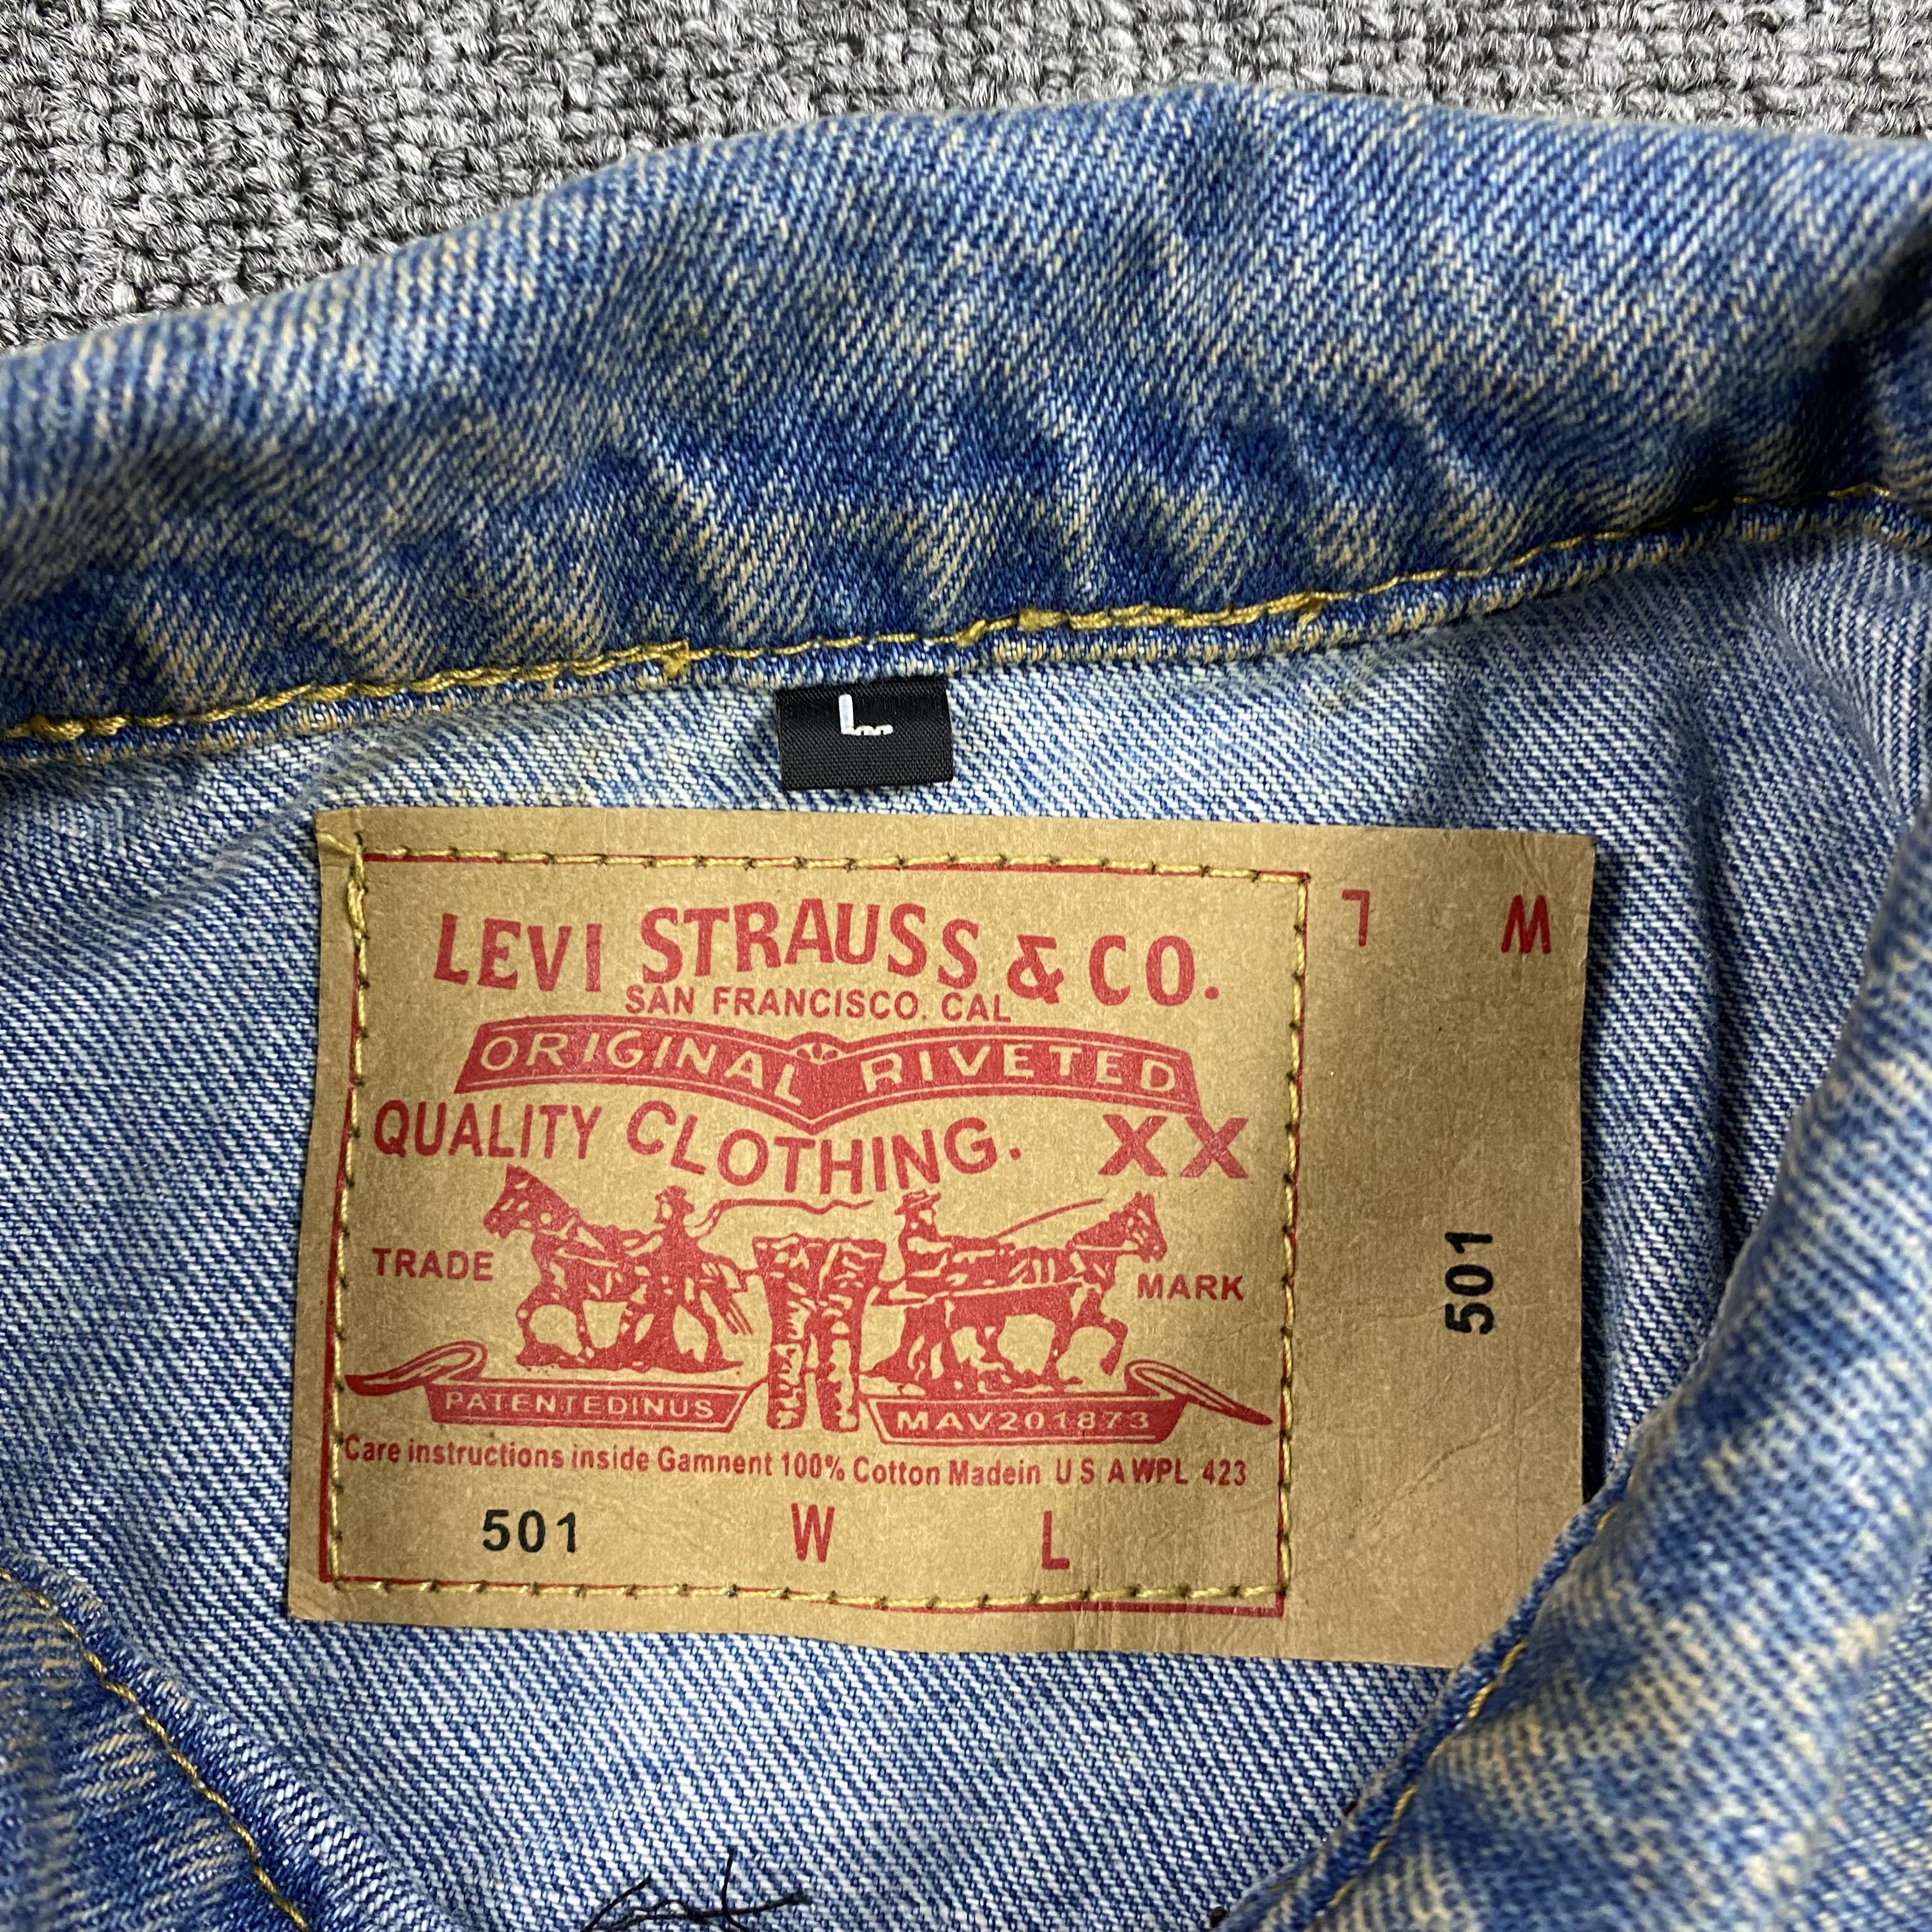 L
LEVI STRAUSS & CO.
SAN FRANCISCO. CAL
ORIGINAL RIVETED
QUALITY CLOTHING. XX
TRADE MARK
PATENTEDINUS MAV201873
Care instructions inside Gamnent 100% Cotton Madein U S A WPL 423
501 W L
L W
501